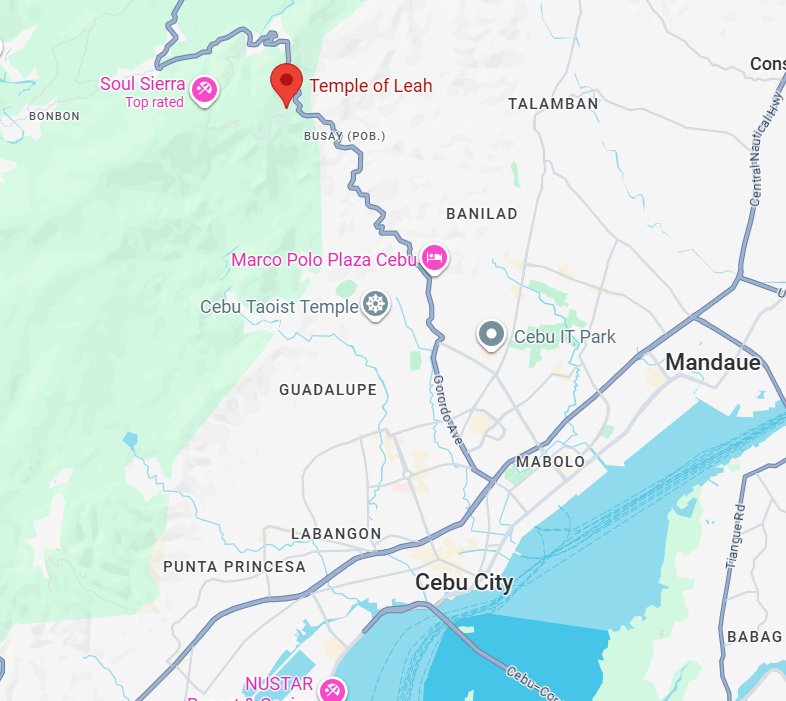 Soul Sierra
Top rated
Temple of Leah
Cons
TALAMBAN
BONBON
BUSAY (POB.)
Central Nautical Hwy
BANILAD
Marco Polo Plaza Cebu
U
Cebu Taoist Temple
Cebu IT Park
Mandaue
GUADALUPE
Gorordo Ave
MABOLO
LABANGON
Tiangue Rd
PUNTA PRINCESA
Cebu City
BABAG
Cebu-Cor
NUSTAR